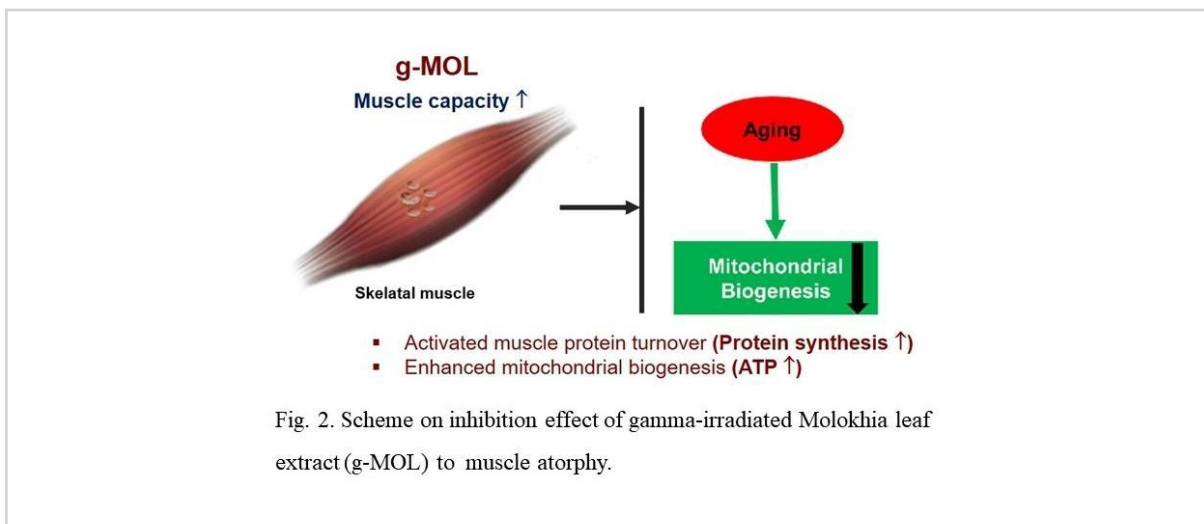 g-MOL
Muscle capacity ↑
Skelatal muscle
Aging
Mitochondrial
Biogenesis
▪ Activated muscle protein turnover (Protein synthesis ↑)
▪ Enhanced mitochondrial biogenesis (ATP ↑)
Fig. 2. Scheme on inhibition effect of gamma-irradiated Molokhia leaf
extract (g-MOL) to muscle atorphy.